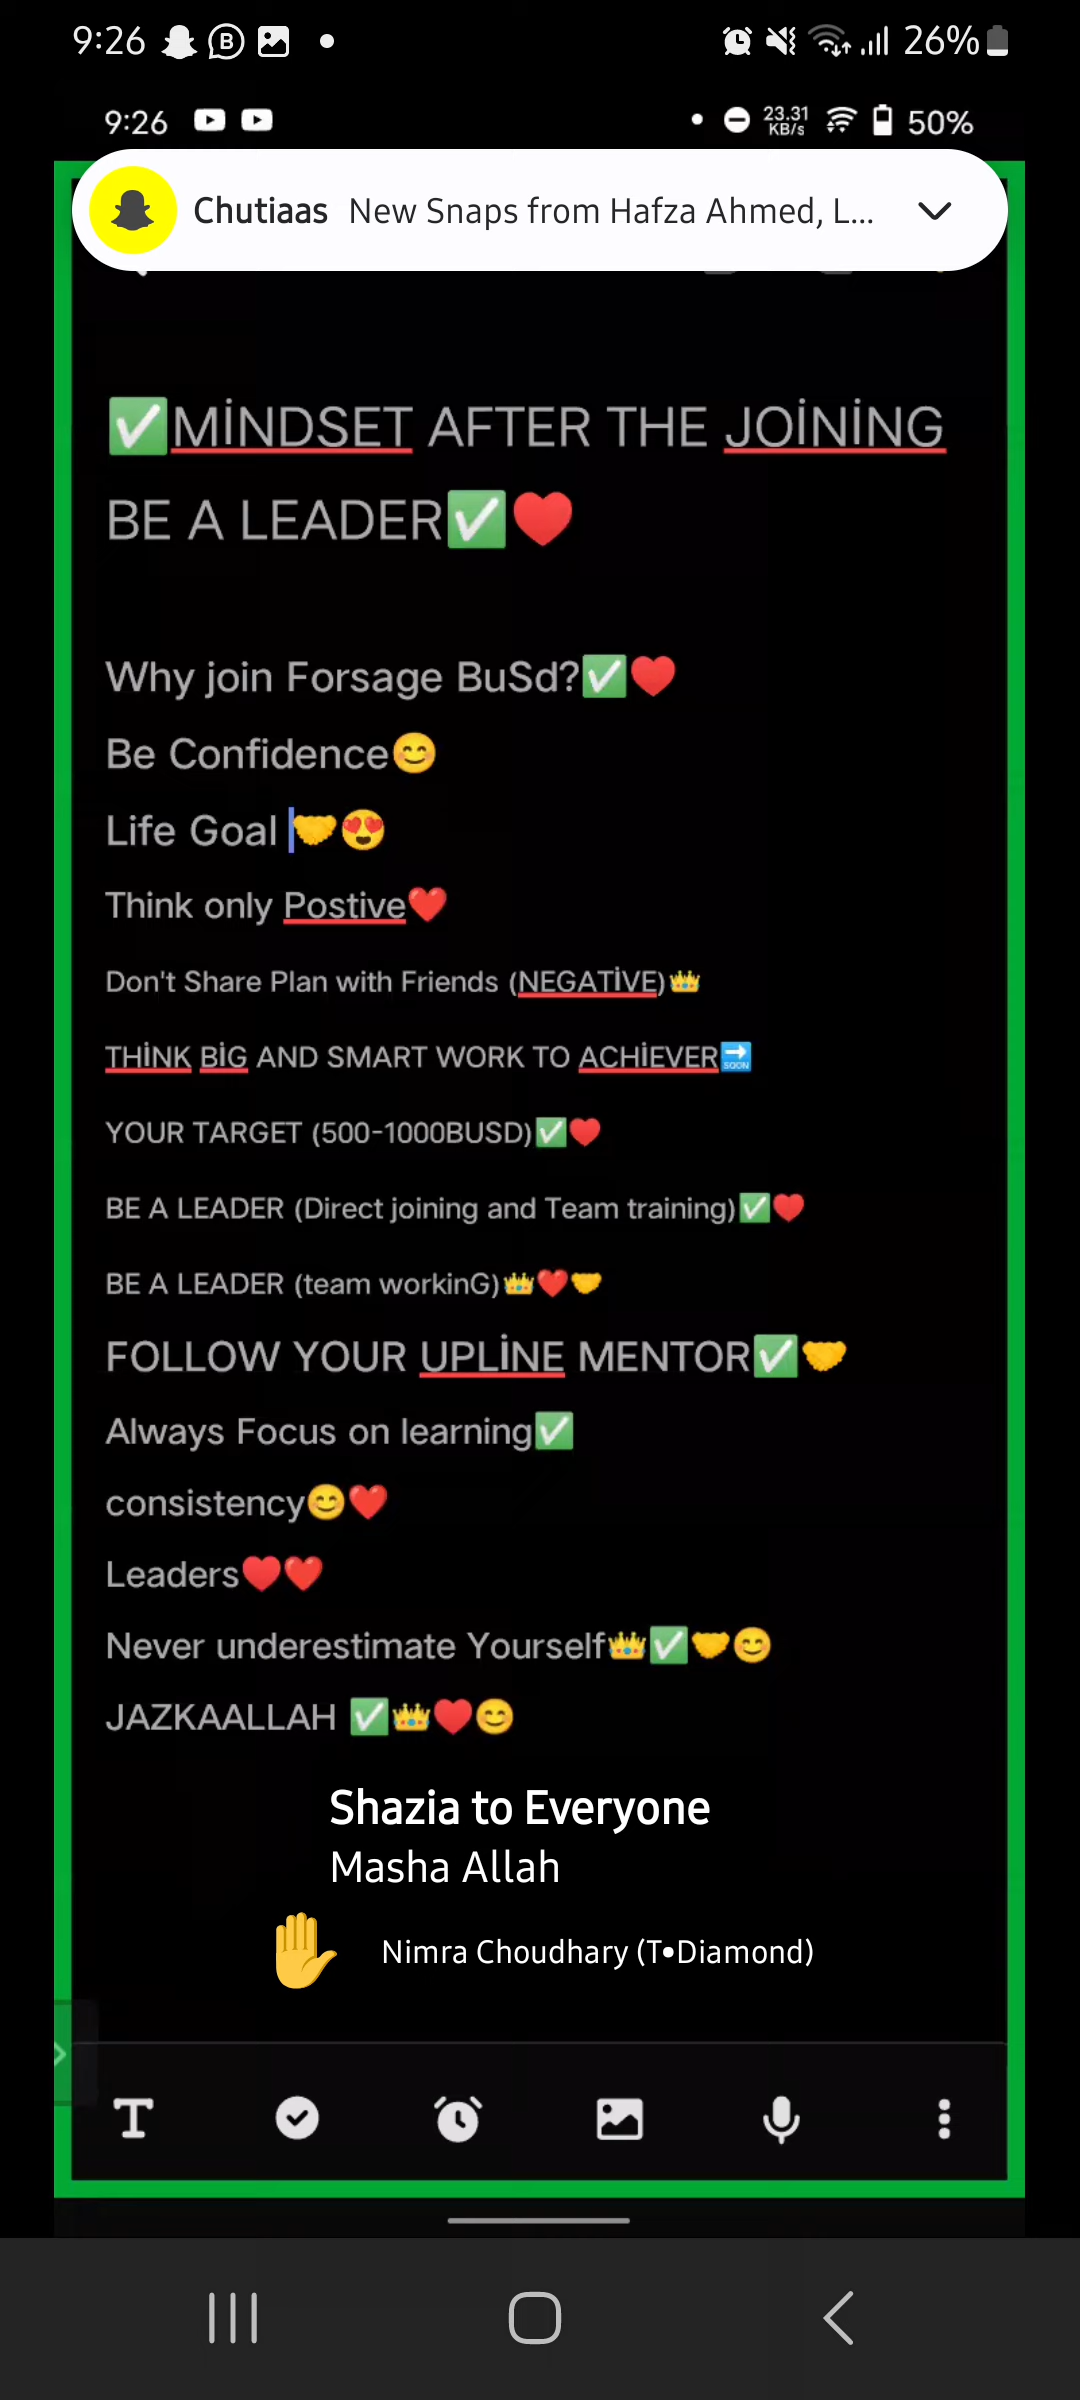 9:26 26%
9:26 23.31 KB/s 50%
Chutiaas New Snaps from Hafza Ahmed, L...
✅MİNDSET AFTER THE JOİNİNG
BE A LEADER✅♥️
Why join Forsage BuSd?✅♥️
Be Confidence😊
Life Goal 🤝😍
Think only Postive❤️
Don't Share Plan with Friends (NEGATİVE)👑
THİNK BİG AND SMART WORK TO ACHİEVER🔜
YOUR TARGET (500-1000BUSD)✅♥️
BE A LEADER (Direct joining and Team training)✅♥️
BE A LEADER (team workinG)👑❤️🤝
FOLLOW YOUR UPLİNE MENTOR✅🤝
Always Focus on learning✅
consistency😊❤️
Leaders♥️❤️
Never underestimate Yourself👑✅🤝😊
JAZKAALLAH ✅👑♥️😊
Shazia to Everyone
Masha Allah
✋ Nimra Choudhary (T•Diamond)